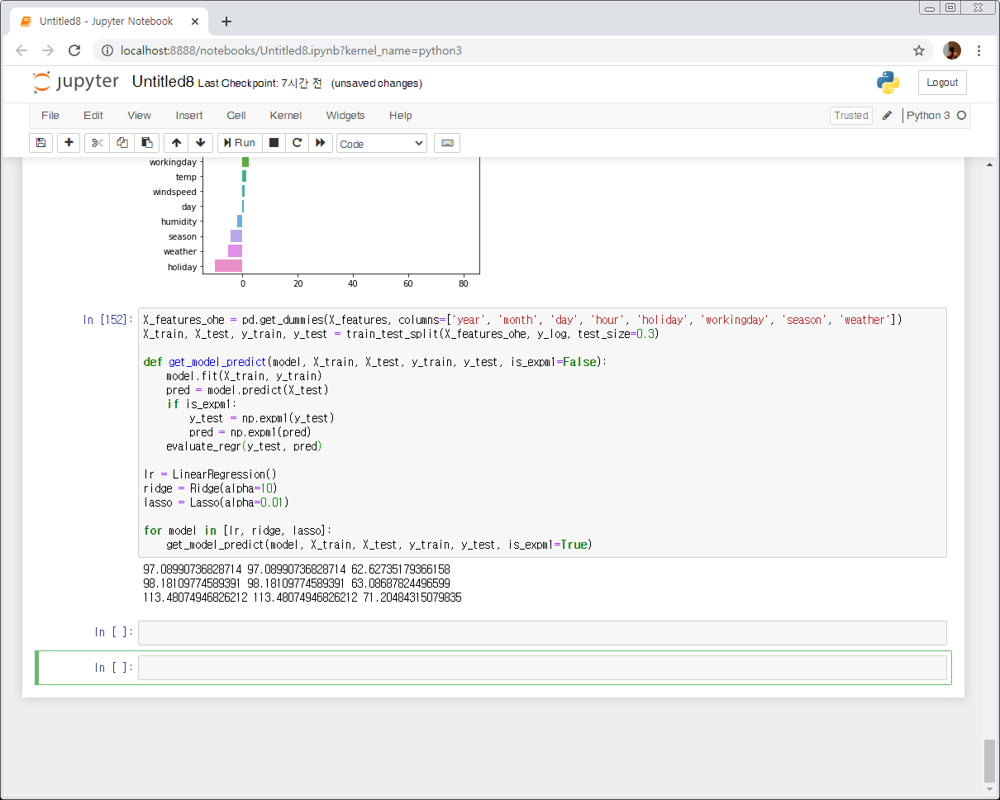 Untitled8 - Jupyter Notebook
localhost:8888/notebooks/Untitled8.ipynb?kernel_name=python3
jupyter Untitled8 Last Checkpoint: 7시간 전 (unsaved changes) Logout
File Edit View Insert Cell Kernel Widgets Help Trusted Python 3
Run Code
workingday
temp
windspeed
day
humidity
season
weather
holiday
0 20 40 60 80
In [152]: X_features_ohe = pd.get_dummies(X_features, columns=['year', 'month', 'day', 'hour', 'holiday', 'workingday', 'season', 'weather'])
X_train, X_test, y_train, y_test = train_test_split(X_features_ohe, y_log, test_size=0.3)
def get_model_predict(model, X_train, X_test, y_train, y_test, is_expm1=False):
model.fit(X_train, y_train)
pred = model.predict(X_test)
if is_expm1:
y_test = np.expm1(y_test)
pred = np.expm1(pred)
evaluate_regr(y_test, pred)
lr = LinearRegression()
ridge = Ridge(alpha=10)
lasso = Lasso(alpha=0.01)
for model in [lr, ridge, lasso]:
get_model_predict(model, X_train, X_test, y_train, y_test, is_expm1=True)
97.08990736828714 97.08990736828714 62.62735179366158
98.18109774589391 98.18109774589391 63.08687824496599
113.48074946826212 113.48074946826212 71.20484315079835
In [ ]:
In [ ]: